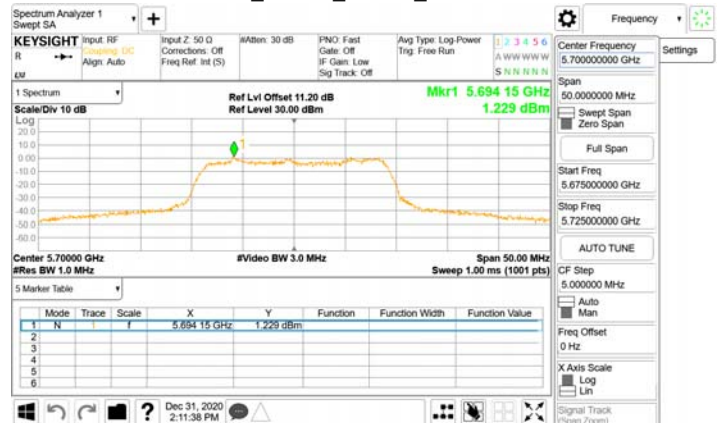 Spectrum Analyzer 1
Swept SA
+
Frequency
KEYSIGHT
R
Input: RF
Coupling: DC
Align: Auto
Input Z: 50 Ω
Corrections: Off
Freq Ref: Int (S)
#Atten: 30 dB
PNO: Fast
Gate: Off
IF Gain: Low
Sig Track: Off
Avg Type: Log-Power
Trig: Free Run
1 2 3 4 5 6
A W W W W W
S N N N N N
Center Frequency
5.700000000 GHz
Settings
Span
50.0000000 MHz
Swept Span
Zero Span
Full Span
Start Freq
5.675000000 GHz
Stop Freq
5.725000000 GHz
AUTO TUNE
CF Step
5.000000 MHz
Auto
Man
Freq Offset
0 Hz
X Axis Scale
Log
Lin
Signal Track
(Span Zoom)
1 Spectrum
Scale/Div 10 dB
Ref Lvl Offset 11.20 dB
Ref Level 30.00 dBm
Mkr1 5.694 15 GHz
1.229 dBm
Log
20.0
10.0
0.00
-10.0
-20.0
-30.0
-40.0
-50.0
-60.0
1
Center 5.70000 GHz
#Res BW 1.0 MHz
#Video BW 3.0 MHz
Span 50.00 MHz
Sweep 1.00 ms (1001 pts)
5 Marker Table
Mode Trace Scale X Y Function Function Width Function Value
1 N 1 f 5.694 15 GHz 1.229 dBm
2
3
4
5
6
?
Dec 31, 2020
2:11:38 PM